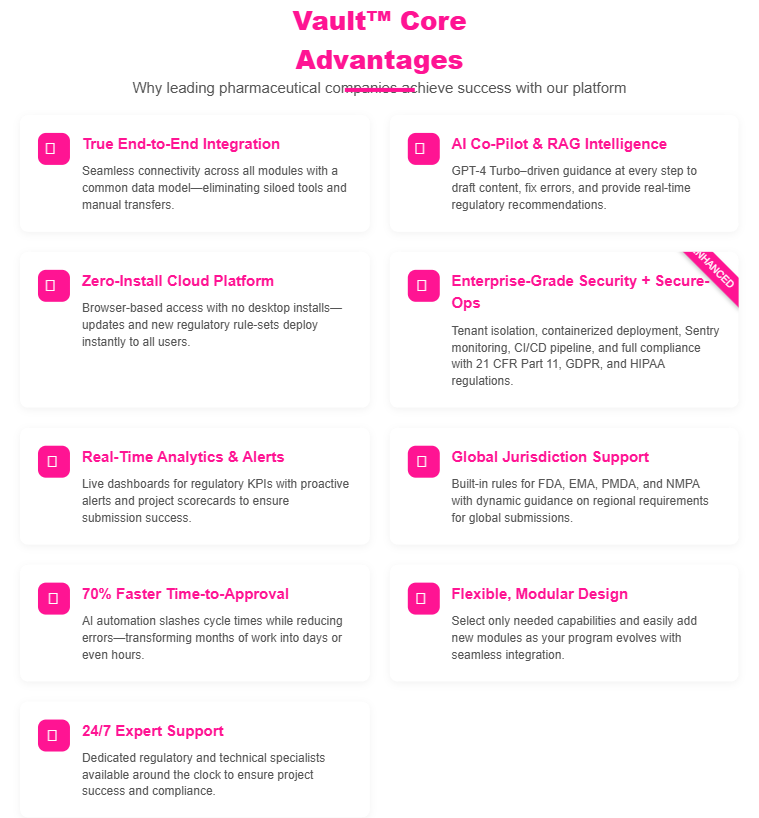 Vault™ Core
Advantages
Why leading pharmaceutical companies achieve success with our platform
True End-to-End Integration
Seamless connectivity across all modules with a
common data model—eliminating siloed tools and
manual transfers.
AI Co-Pilot & RAG Intelligence
GPT-4 Turbo–driven guidance at every step to
draft content, fix errors, and provide real-time
regulatory recommendations.
Zero-Install Cloud Platform
Browser-based access with no desktop installs—
updates and new regulatory rule-sets deploy
instantly to all users.
ENHANCED
Enterprise-Grade Security + Secure-
Ops
Tenant isolation, containerized deployment, Sentry
monitoring, CI/CD pipeline, and full compliance
with 21 CFR Part 11, GDPR, and HIPAA
regulations.
Real-Time Analytics & Alerts
Live dashboards for regulatory KPIs with proactive
alerts and project scorecards to ensure
submission success.
Global Jurisdiction Support
Built-in rules for FDA, EMA, PMDA, and NMPA
with dynamic guidance on regional requirements
for global submissions.
70% Faster Time-to-Approval
AI automation slashes cycle times while reducing
errors—transforming months of work into days or
even hours.
Flexible, Modular Design
Select only needed capabilities and easily add
new modules as your program evolves with
seamless integration.
24/7 Expert Support
Dedicated regulatory and technical specialists
available around the clock to ensure project
success and compliance.